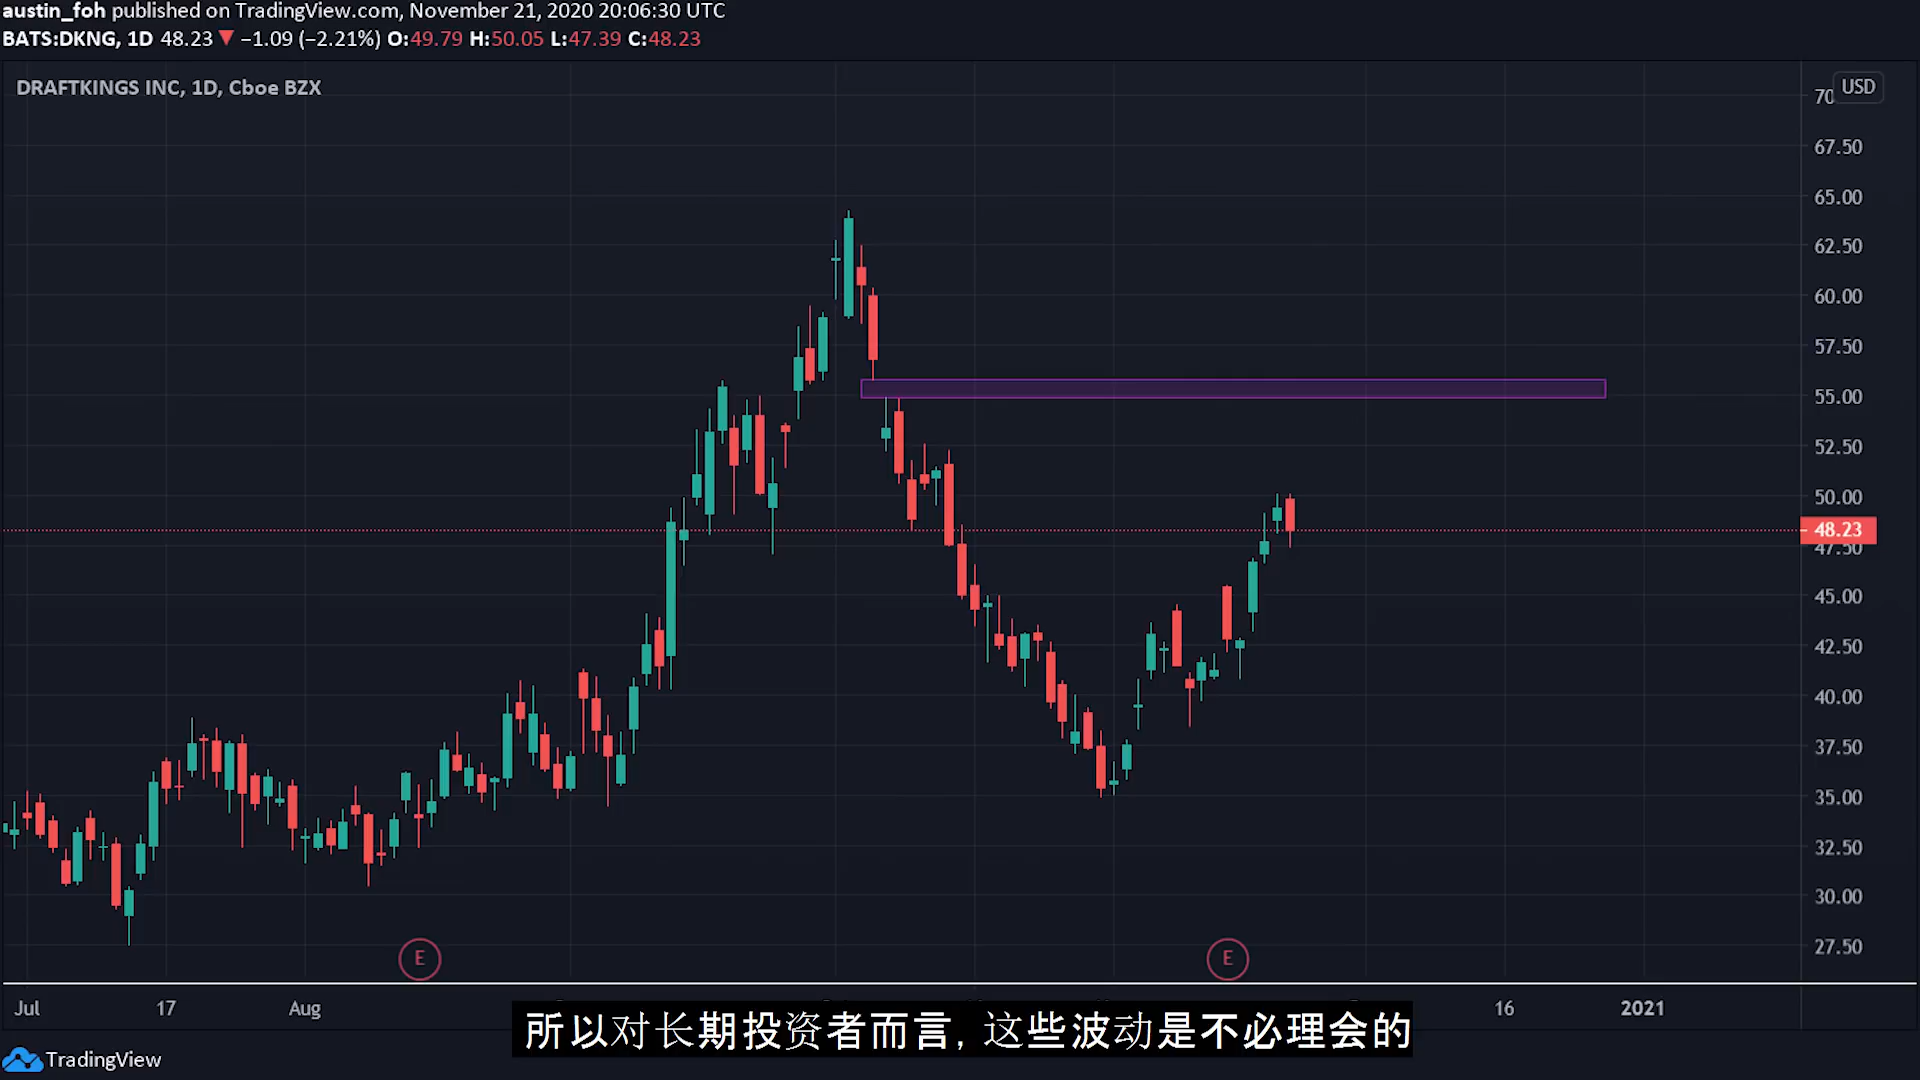 austin_foh published on TradingView.com, November 21, 2020 20:06:30 UTC
BATS:DKNG, 1D 48.23 ▼ −1.09 (−2.21%) O:49.79 H:50.05 L:47.39 C:48.23
DRAFTKINGS INC, 1D, Cboe BZX
USD
70
67.50
65.00
62.50
60.00
57.50
55.00
52.50
50.00
48.23
47.50
45.00
42.50
40.00
37.50
35.00
32.50
30.00
27.50
E E
Jul 17 Aug 16 2021
所以对长期投资者而言, 这些波动是不必理会的
TradingView